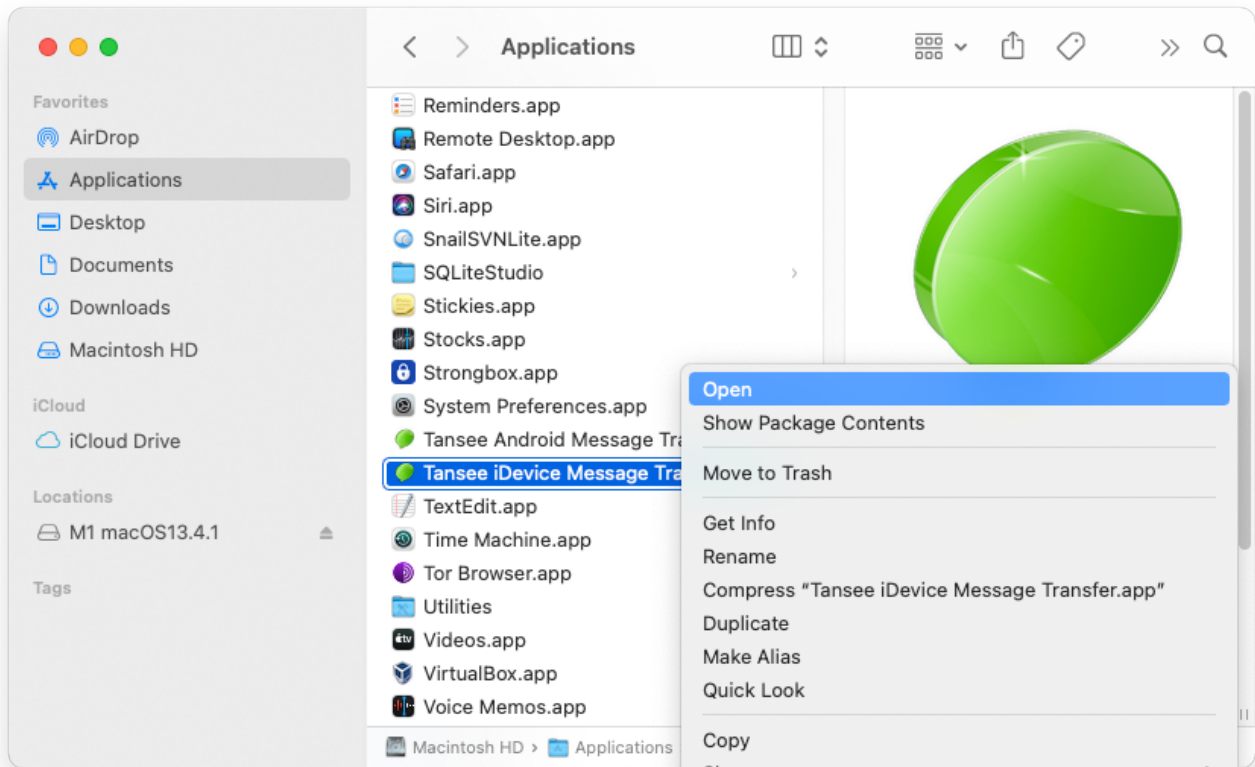 Applications
Favorites
AirDrop
Applications
Desktop
Documents
Downloads
Macintosh HD
iCloud
iCloud Drive
Locations
M1 macOS13.4.1
Tags
Reminders.app
Remote Desktop.app
Safari.app
Siri.app
SnailSVNLite.app
SQLiteStudio
Stickies.app
Stocks.app
Strongbox.app
System Preferences.app
Tansee Android Message Tra
Tansee iDevice Message Tra
TextEdit.app
Time Machine.app
Tor Browser.app
Utilities
Videos.app
VirtualBox.app
Voice Memos.app
Macintosh HD › Applications
Open
Show Package Contents
Move to Trash
Get Info
Rename
Compress “Tansee iDevice Message Transfer.app”
Duplicate
Make Alias
Quick Look
Copy